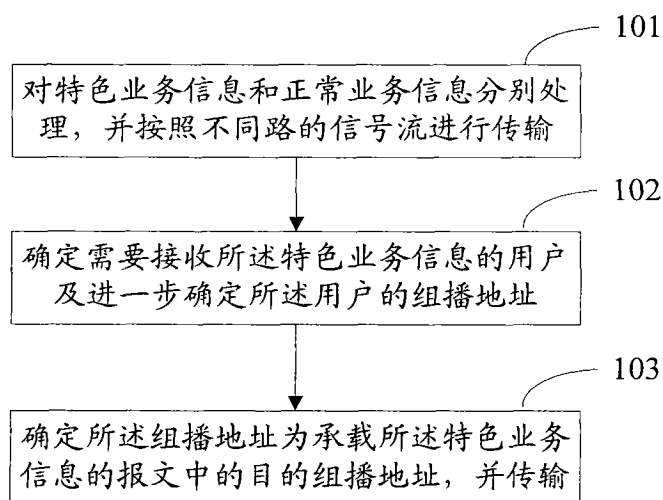 101
对特色业务信息和正常业务信息分别处
理，并按照不同路的信号流进行传输
102
确定需要接收所述特色业务信息的用户
及进一步确定所述用户的组播地址
103
确定所述组播地址为承载所述特色业务
信息的报文中的目的组播地址，并传输